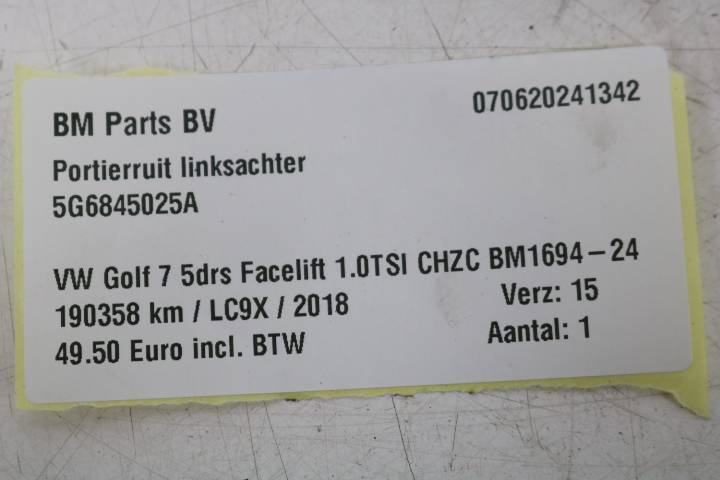 BM Parts BV 070620241342
Portierruit linksachter
5G6845025A
VW Golf 7 5drs Facelift 1.0TSI CHZC BM1694-24
190358 km / LC9X / 2018 Verz: 15
49.50 Euro incl. BTW Aantal: 1